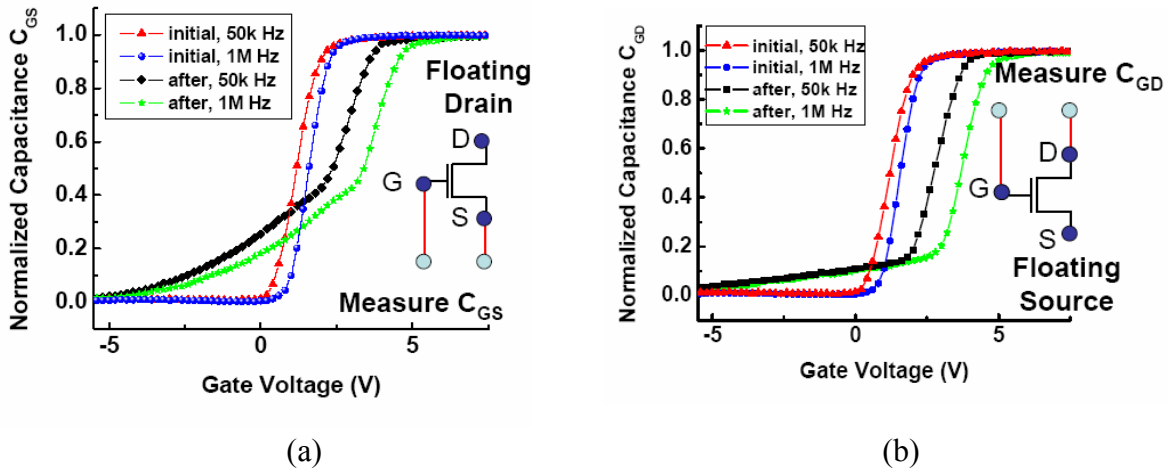 Normalized Capacitance C_GS
1.0
0.8
0.6
0.4
0.2
0.0
initial, 50k Hz
initial, 1M Hz
after, 50k Hz
after, 1M Hz
Floating
Drain
D
G
S
Measure C_GS
-5
0
5
Gate Voltage (V)
(a)
Normalized Capacitance C_GD
1.0
0.8
0.6
0.4
0.2
0.0
initial, 50k Hz
initial, 1M Hz
after, 50k Hz
after, 1M Hz
Measure C_GD
D
G
S
Floating
Source
-5
0
5
Gate Voltage (V)
(b)